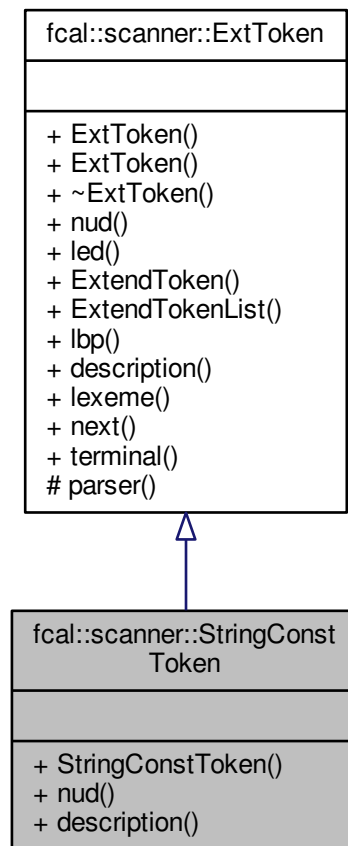 fcal::scanner::ExtToken
+ ExtToken()
+ ExtToken()
+ ~ExtToken()
+ nud()
+ led()
+ ExtendToken()
+ ExtendTokenList()
+ lbp()
+ description()
+ lexeme()
+ next()
+ terminal()
# parser()
fcal::scanner::StringConst
Token
+ StringConstToken()
+ nud()
+ description()